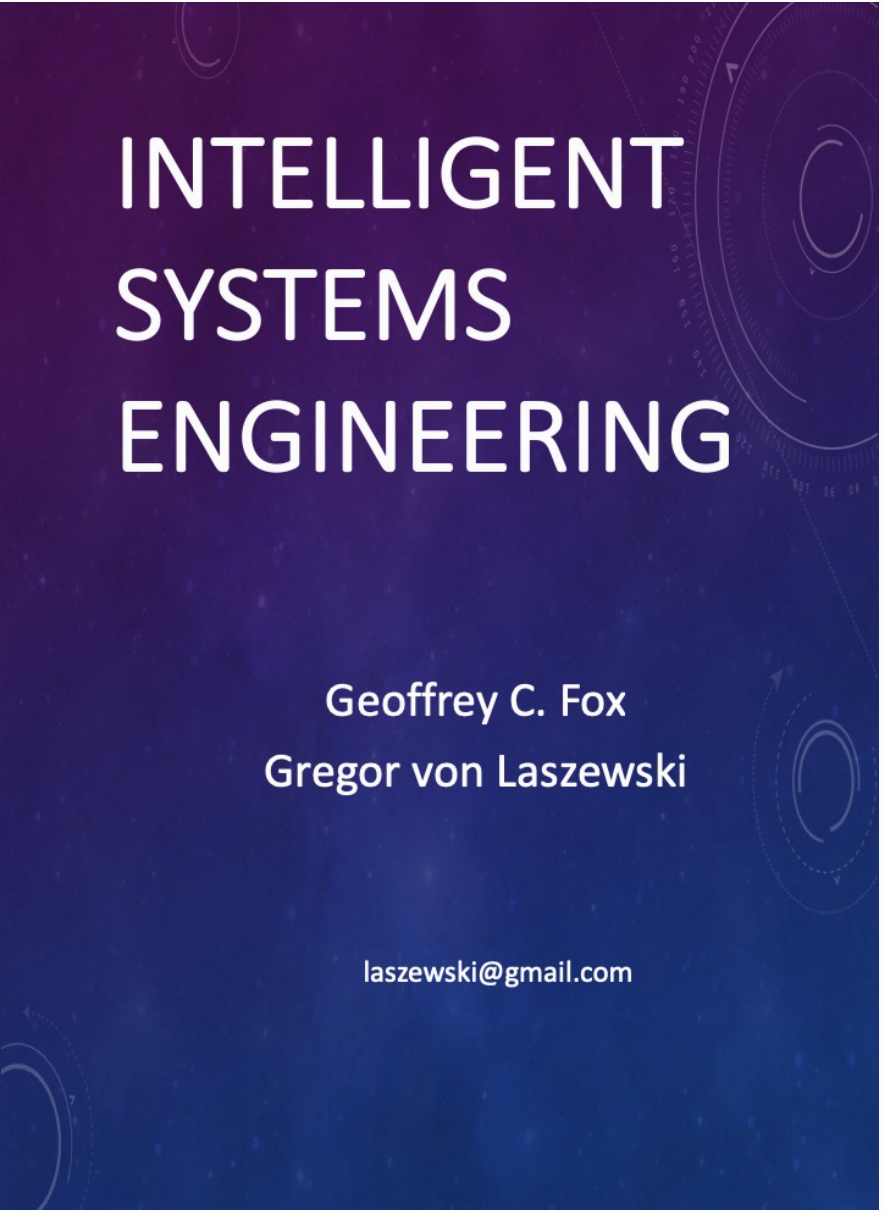 INTELLIGENT
SYSTEMS
ENGINEERING
Geoffrey C. Fox
Gregor von Laszewski
laszewski@gmail.com